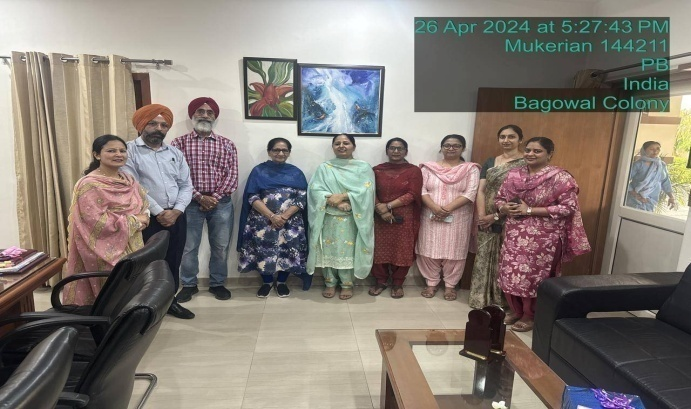 26 Apr 2024 at 5:27:43 PM
Mukerian 144211
PB
India
Bagowal Colony